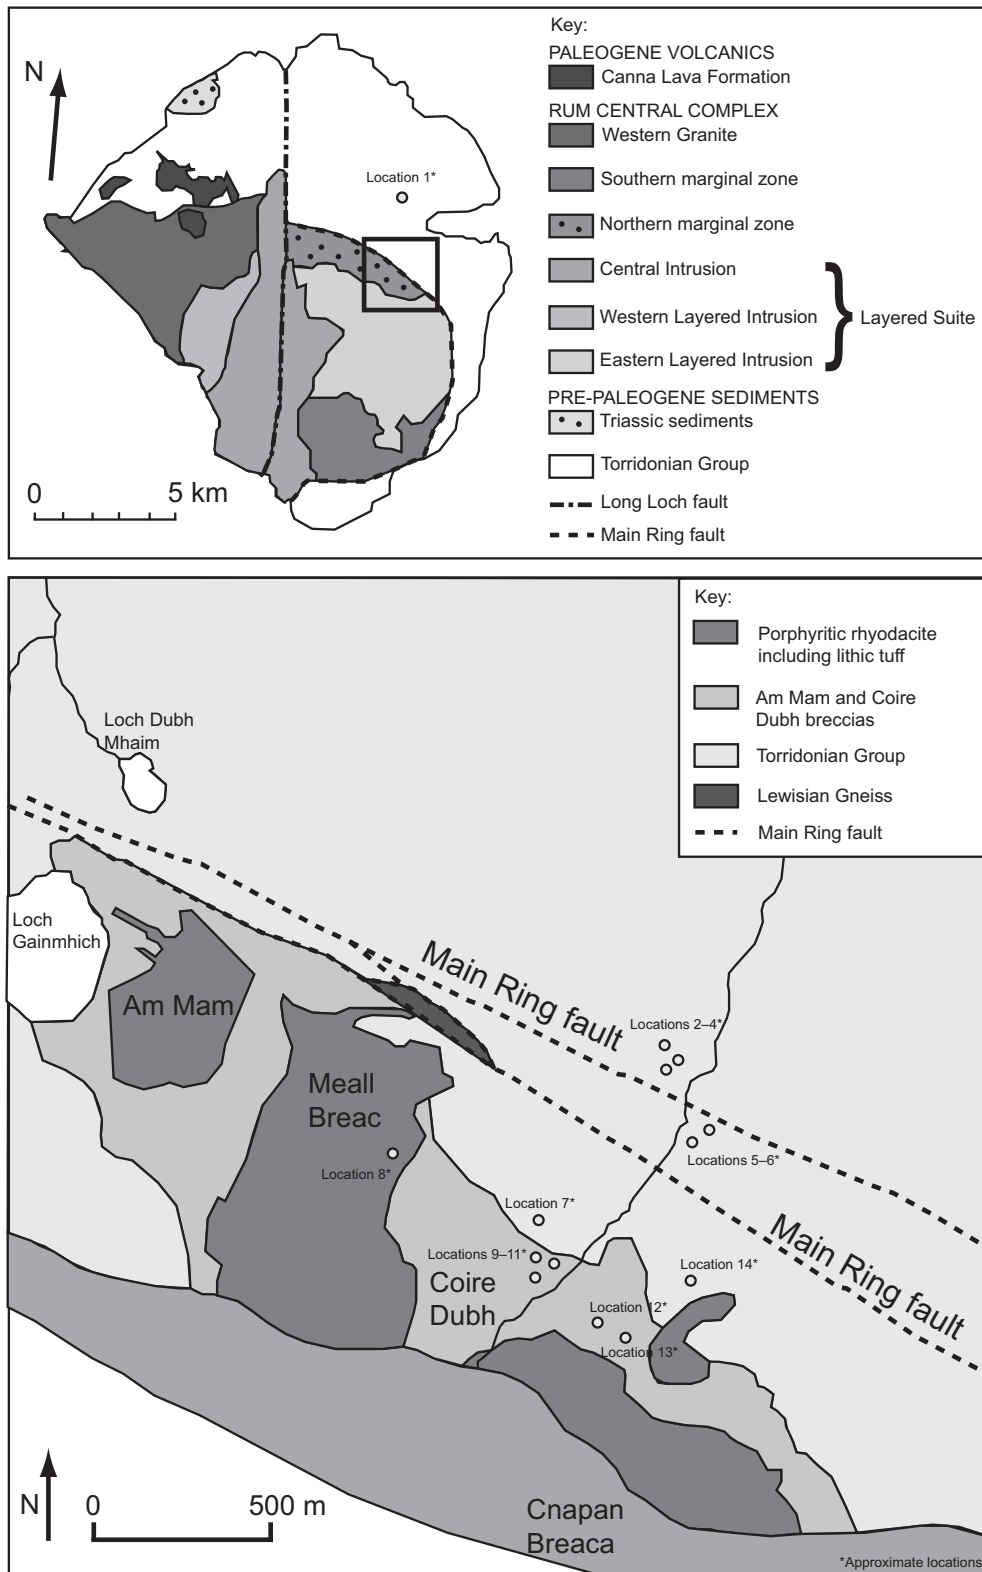 Key:
PALEOGENE VOLCANICS
Canna Lava Formation
RUM CENTRAL COMPLEX
Western Granite
Southern marginal zone
Northern marginal zone
Central Intrusion
Western Layered Intrusion
Eastern Layered Intrusion
Layered Suite
PRE-PALEOGENE SEDIMENTS
Triassic sediments
Torridonian Group
Long Loch fault
Main Ring fault
N
Location 1*
0 5 km
Key:
Porphyritic rhyodacite
including lithic tuff
Am Mam and Coire
Dubh breccias
Torridonian Group
Lewisian Gneiss
Main Ring fault
Loch Dubh
Mhaim
Loch
Gainmhich
Am Mam
Main Ring fault
Locations 2–4*
Meall
Breac
Locations 5–6*
Location 8*
Location 7*
Main Ring fault
Locations 9–11*
Location 14*
Coire
Dubh
Location 12*
Location 13*
N
0 500 m
Cnapan
Breaca
*Approximate locations